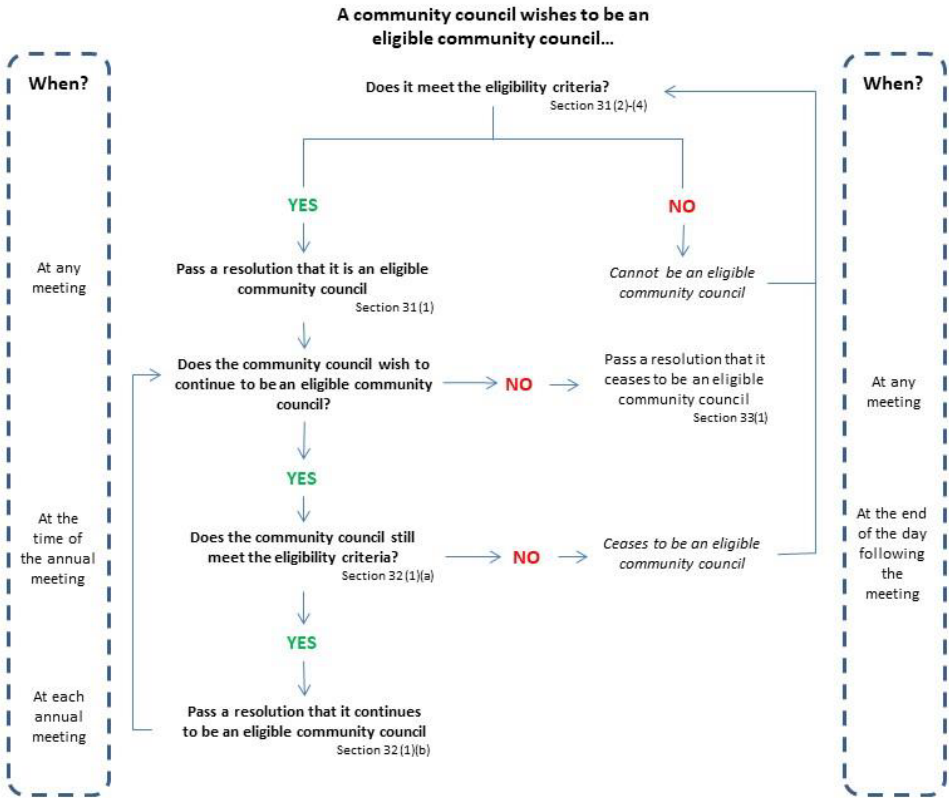 A community council wishes to be an
eligible community council...
When?
When?
Does it meet the eligibility criteria?
Section 31(2)-(4)
YES
NO
At any
meeting
Pass a resolution that it is an eligible
community council
Section 31(1)
Cannot be an eligible
community council
Does the community council wish to
continue to be an eligible community
council?
NO
Pass a resolution that it
ceases to be an eligible
community council
Section 33(1)
At any
meeting
YES
At the
time of
the annual
meeting
Does the community council still
meet the eligibility criteria?
Section 32(1)(a)
NO
Ceases to be an eligible
community council
At the end
of the day
following
the
meeting
YES
At each
annual
meeting
Pass a resolution that it continues
to be an eligible community council
Section 32(1)(b)